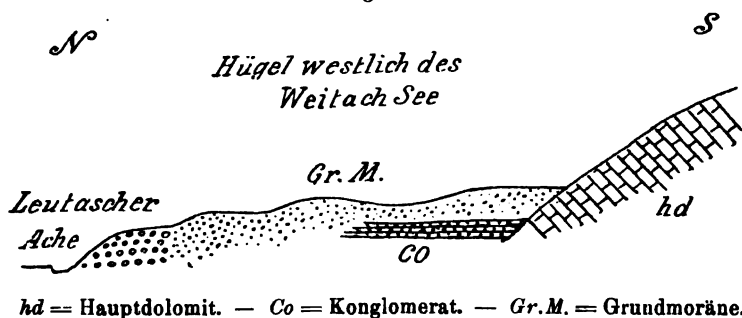 N
S
Hügel westlich des
Weitach See
Gr. M.
Leutascher
Ache
CO
hd
hd = Hauptdolomit. — Co = Konglomerat. — Gr. M. = Grundmoräne.